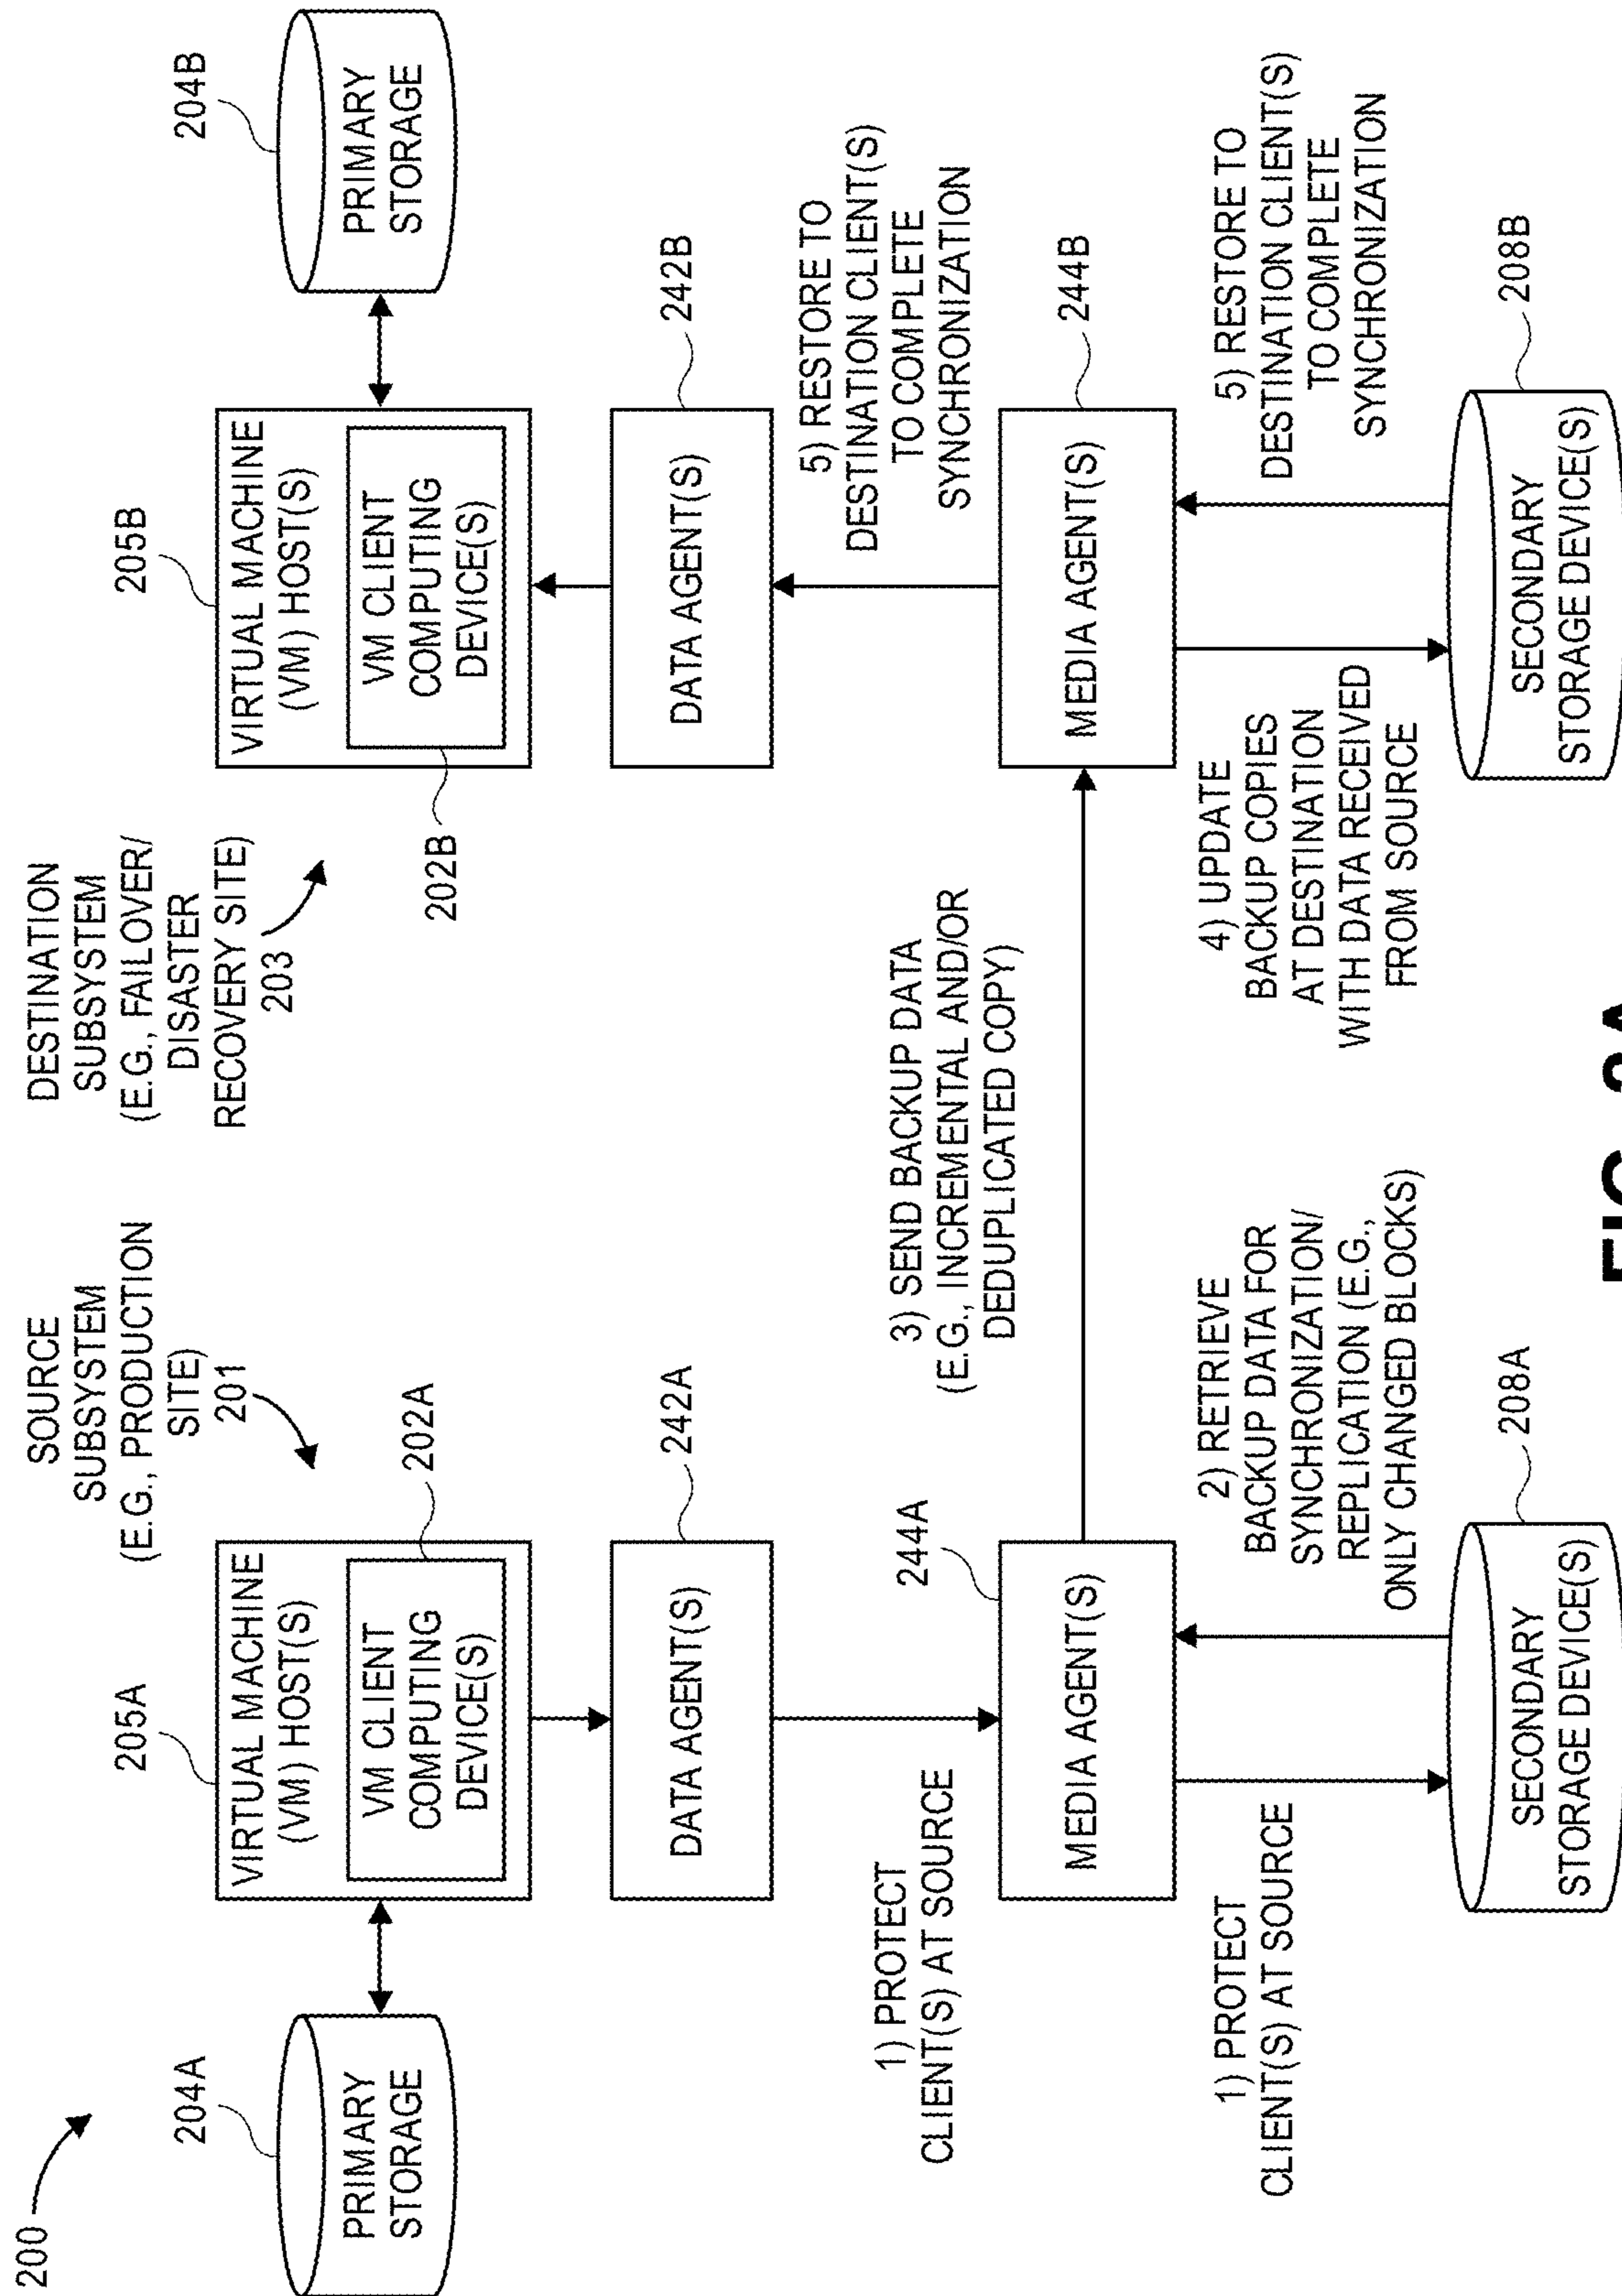 200
SOURCE
SUBSYSTEM
(E.G., PRODUCTION
SITE)
201
DESTINATION
SUBSYSTEM
(E.G., FAILOVER/
DISASTER
RECOVERY SITE)
203
204A
PRIMARY
STORAGE
205A
VIRTUAL MACHINE
(VM) HOST(S)
VM CLIENT
COMPUTING
DEVICE(S)
202A
205B
VIRTUAL MACHINE
(VM) HOST(S)
VM CLIENT
COMPUTING
DEVICE(S)
202B
204B
PRIMARY
STORAGE
DATA AGENT(S)
242A
DATA AGENT(S)
242B
1) PROTECT
CLIENT(S) AT SOURCE
244A
MEDIA AGENT(S)
3) SEND BACKUP DATA
(E.G., INCREMENTAL AND/OR
DEDUPLICATED COPY)
MEDIA AGENT(S)
244B
5) RESTORE TO
DESTINATION CLIENT(S)
TO COMPLETE
SYNCHRONIZATION
1) PROTECT
CLIENT(S) AT SOURCE
2) RETRIEVE
BACKUP DATA FOR
SYNCHRONIZATION/
REPLICATION (E.G.,
ONLY CHANGED BLOCKS)
4) UPDATE
BACKUP COPIES
AT DESTINATION
WITH DATA RECEIVED
FROM SOURCE
5) RESTORE TO
DESTINATION CLIENT(S)
TO COMPLETE
SYNCHRONIZATION
SECONDARY
STORAGE DEVICE(S)
208A
SECONDARY
STORAGE DEVICE(S)
208B
FIG.